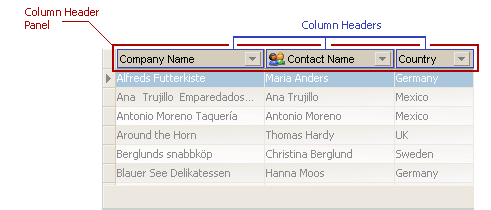 Column Header
Panel
Column Headers
Company Name Contact Name Country
Alfreds Futterkiste Maria Anders Germany
Ana Trujillo Emparedados... Ana Trujillo Mexico
Antonio Moreno Taquería Antonio Moreno Mexico
Around the Horn Thomas Hardy UK
Berglunds snabbköp Christina Berglund Sweden
Blauer See Delikatessen Hanna Moos Germany